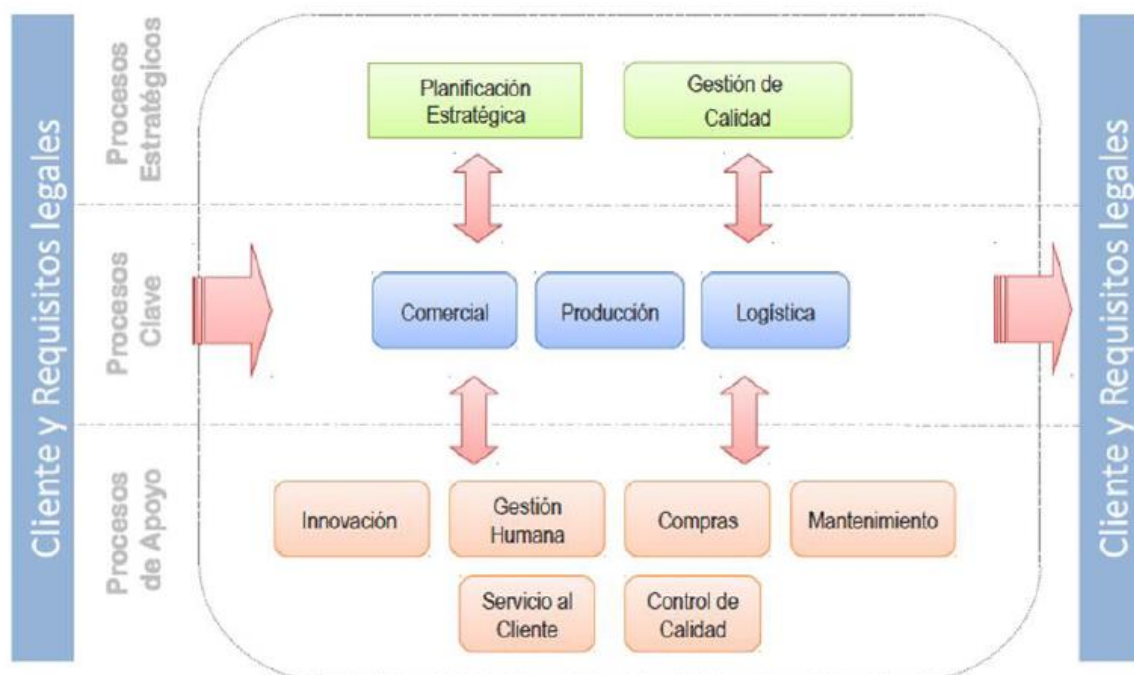 Cliente y Requisitos legales
Procesos
Estratégicos
Planificación
Estratégica
Gestión de
Calidad
Procesos
Clave
Comercial
Producción
Logística
Procesos
de Apoyo
Innovación
Gestión
Humana
Compras
Mantenimiento
Servicio al
Cliente
Control de
Calidad
Cliente y Requisitos legales